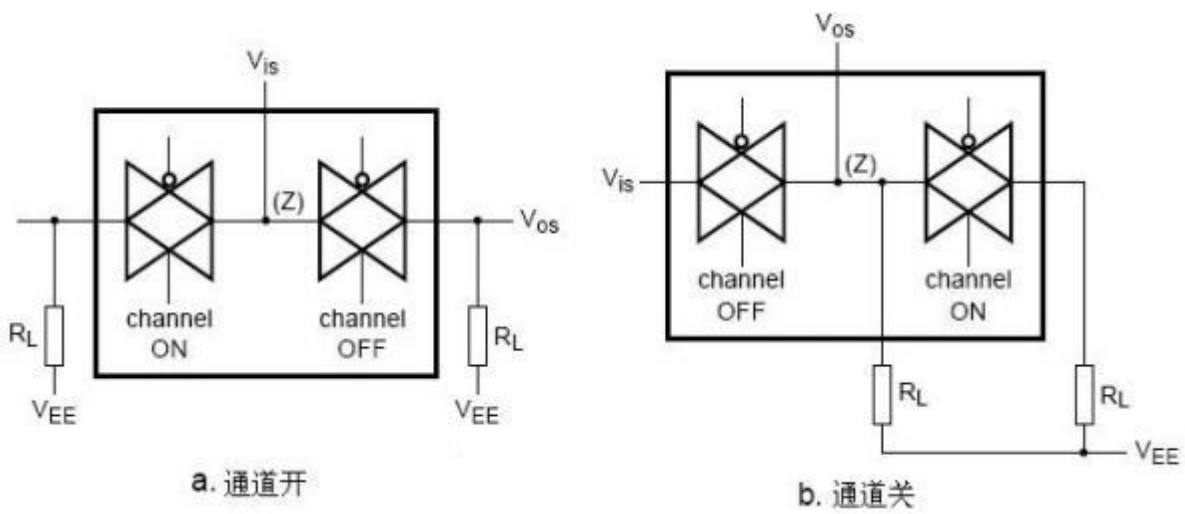 Vis
(Z)
Vos
channel
ON
channel
OFF
RL
RL
VEE
VEE
a. 通道开
Vos
Vis
(Z)
channel
OFF
channel
ON
RL
RL
VEE
b. 通道关